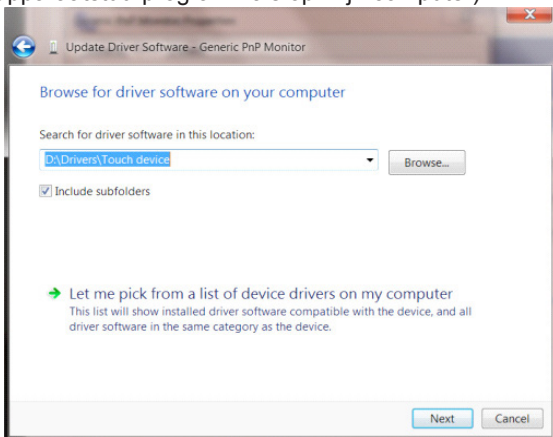 Update Driver Software - Generic PnP Monitor
Browse for driver software on your computer
Search for driver software in this location:
D:\Drivers\Touch device
Browse...
Include subfolders
Let me pick from a list of device drivers on my computer
This list will show installed driver software compatible with the device, and all
driver software in the same category as the device.
Next
Cancel